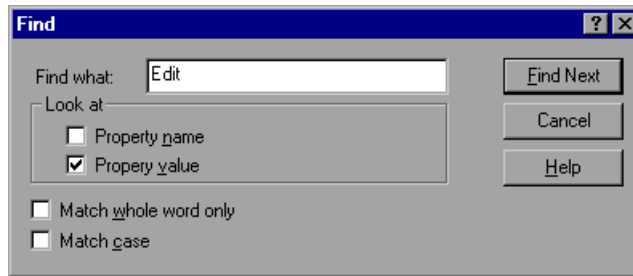 Find
Find what: Edit
Find Next
Look at
Cancel
Property name
Propery value
Help
Match whole word only
Match case